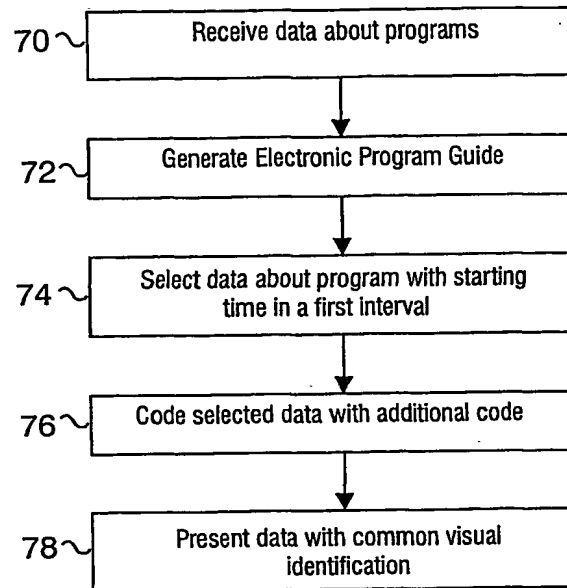 70
Receive data about programs
72
Generate Electronic Program Guide
74
Select data about program with starting
time in a first interval
76
Code selected data with additional code
78
Present data with common visual
identification